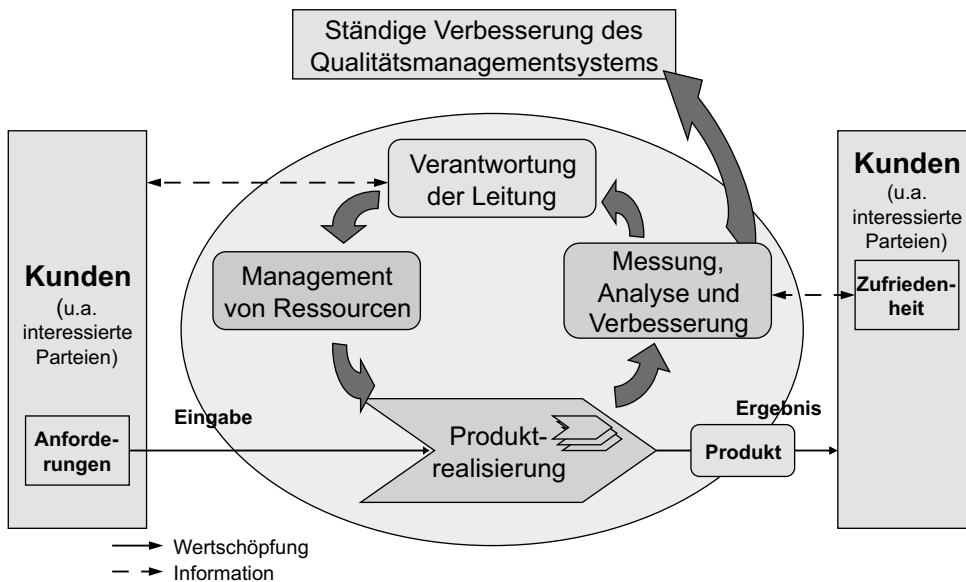 Ständige Verbesserung des
Qualitätsmanagementsystems
Kunden
(u.a.
interessierte
Parteien)
Anforde-
rungen
Eingabe
Verantwortung
der Leitung
Management
von Ressourcen
Messung,
Analyse und
Verbesserung
Produkt-
realisierung
Ergebnis
Produkt
Kunden
(u.a.
interessierte
Parteien)
Zufrieden-
heit
Wertschöpfung
Information